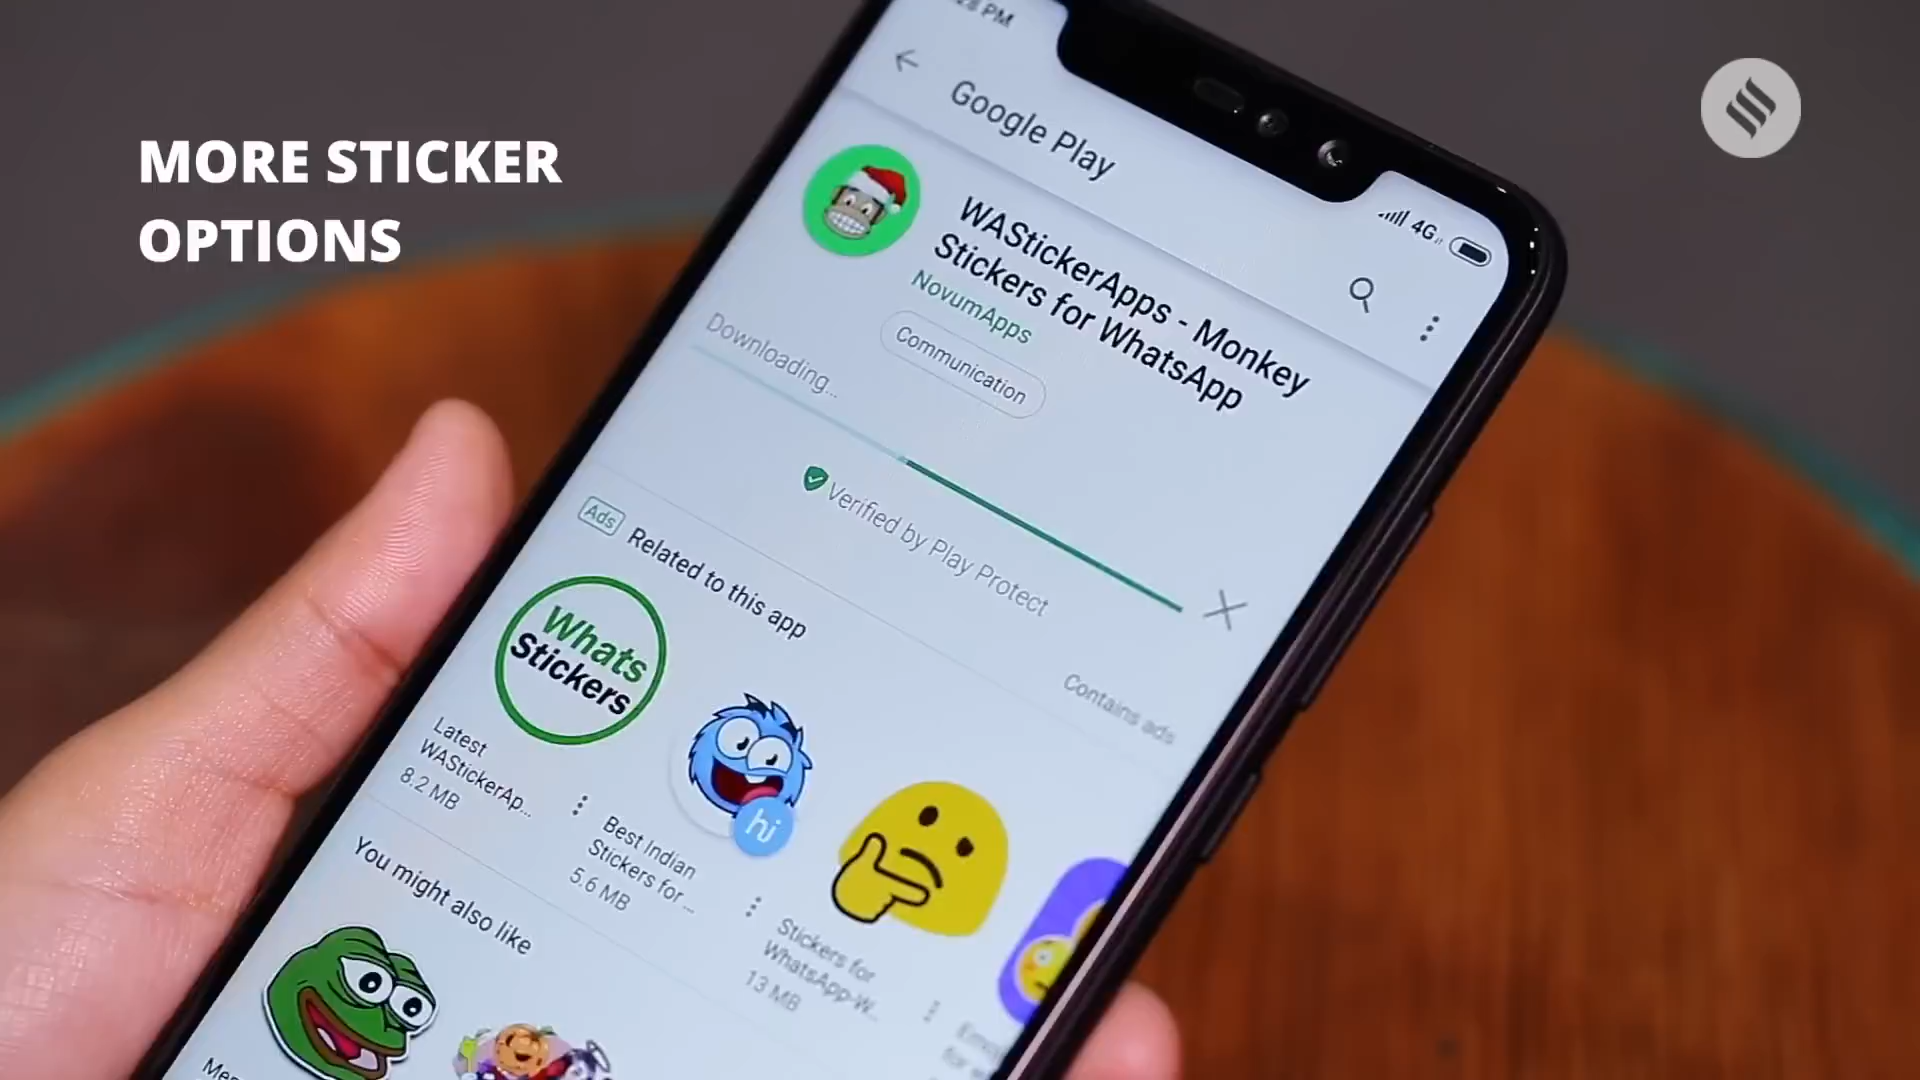 MORE STICKER
OPTIONS
28 PM
4G
Google Play
WAStickerApps - Monkey
Stickers for WhatsApp
NovumApps
Communication
Downloading...
Verified by Play Protect
Contains ads
Ads Related to this app
Whats
Stickers
hi
Latest
WAStickerAp...
8.2 MB
Best Indian
Stickers for ...
5.6 MB
Stickers for
WhatsApp-W...
13 MB
You might also like